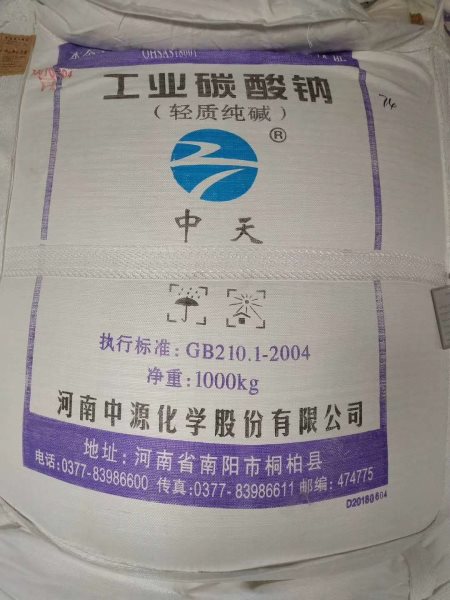 OHSAS18001
工业碳酸钠
（轻质纯碱）
®
中天
执行标准：GB210.1-2004
净重：1000kg
河南中源化学股份有限公司
地址：河南省南阳市桐柏县
电话：0377-83986600 传真：0377-83986611 邮编：474775
D20180604
74